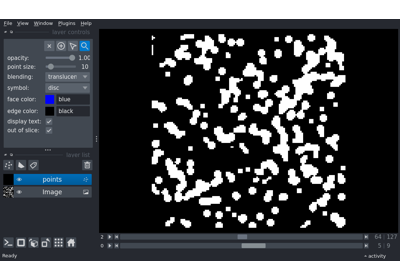 File View Window Plugins Help
layer controls
opacity: 1.00
point size: 10
blending: translucen
symbol: disc
face color: blue
edge color: black
display text:
out of slice:
layer list
points
Image
2 64 127
0 5 9
Ready activity